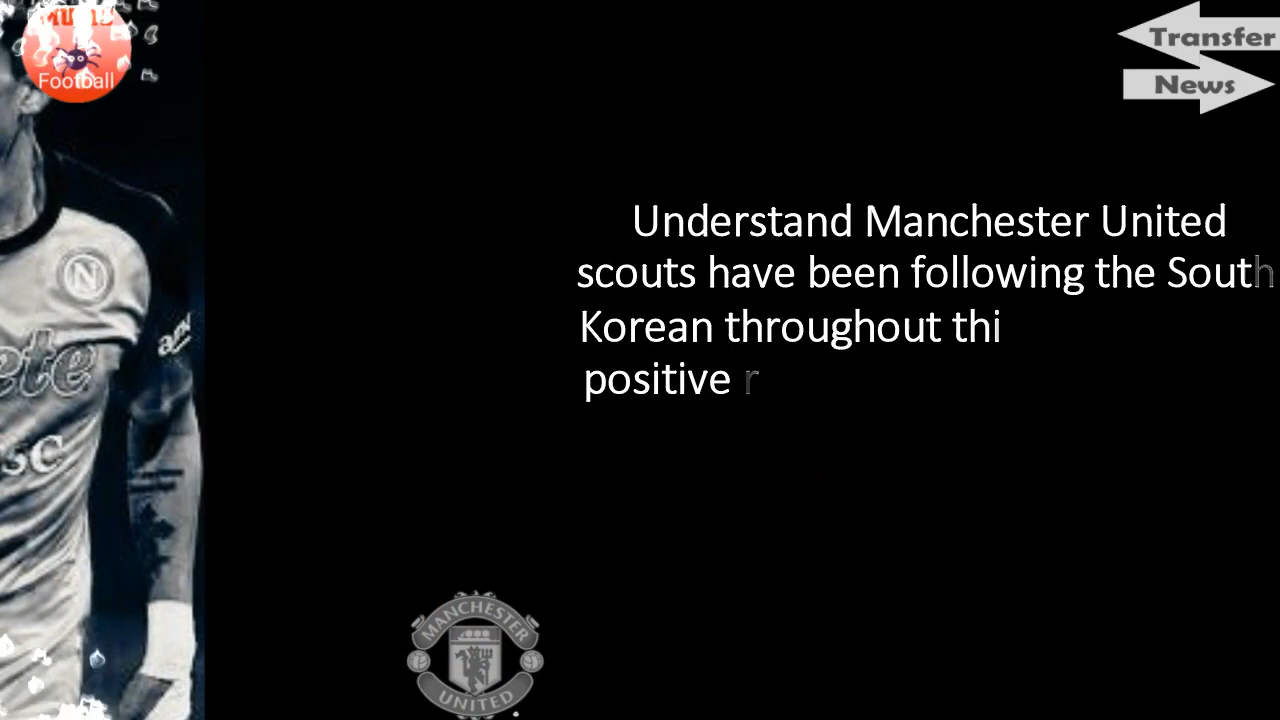 Football
Transfer
News
Understand Manchester United
scouts have been following the South
Korean throughout thi
positive r
N
ete
sc
MANCHESTER
UNITED